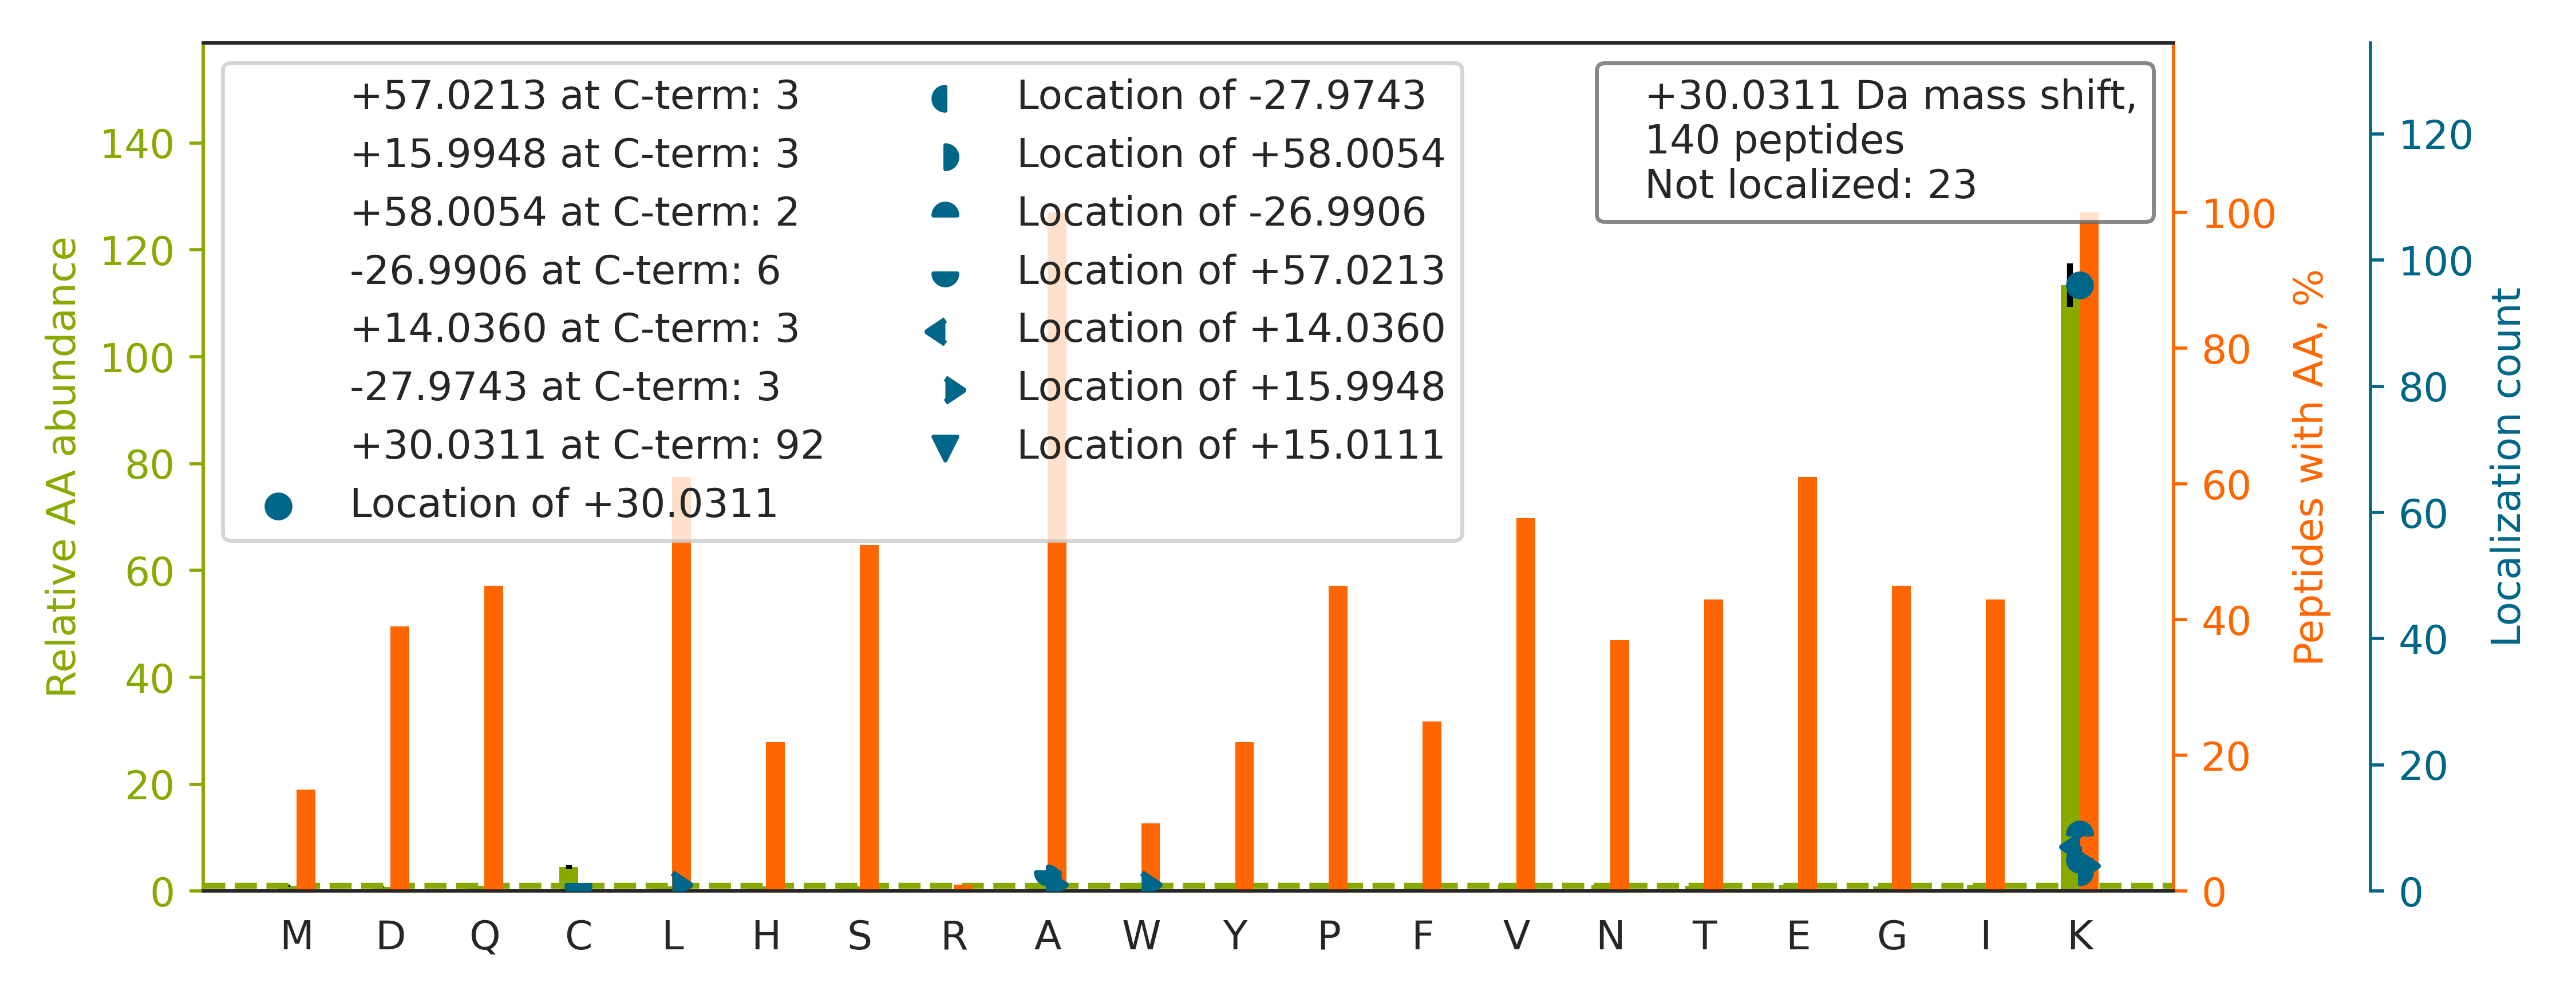 +57.0213 at C-term: 3
+15.9948 at C-term: 3
+58.0054 at C-term: 2
-26.9906 at C-term: 6
+14.0360 at C-term: 3
-27.9743 at C-term: 3
+30.0311 at C-term: 92
Location of +30.0311
Location of -27.9743
Location of +58.0054
Location of -26.9906
Location of +57.0213
Location of +14.0360
Location of +15.9948
Location of +15.0111
+30.0311 Da mass shift,
140 peptides
Not localized: 23
Relative AA abundance
140
120
100
80
60
40
20
0
M D Q C L H S R A W Y P F V N T E G I K
100
80
60
40
20
0
Peptides with AA, %
120
100
80
60
40
20
0
Localization count